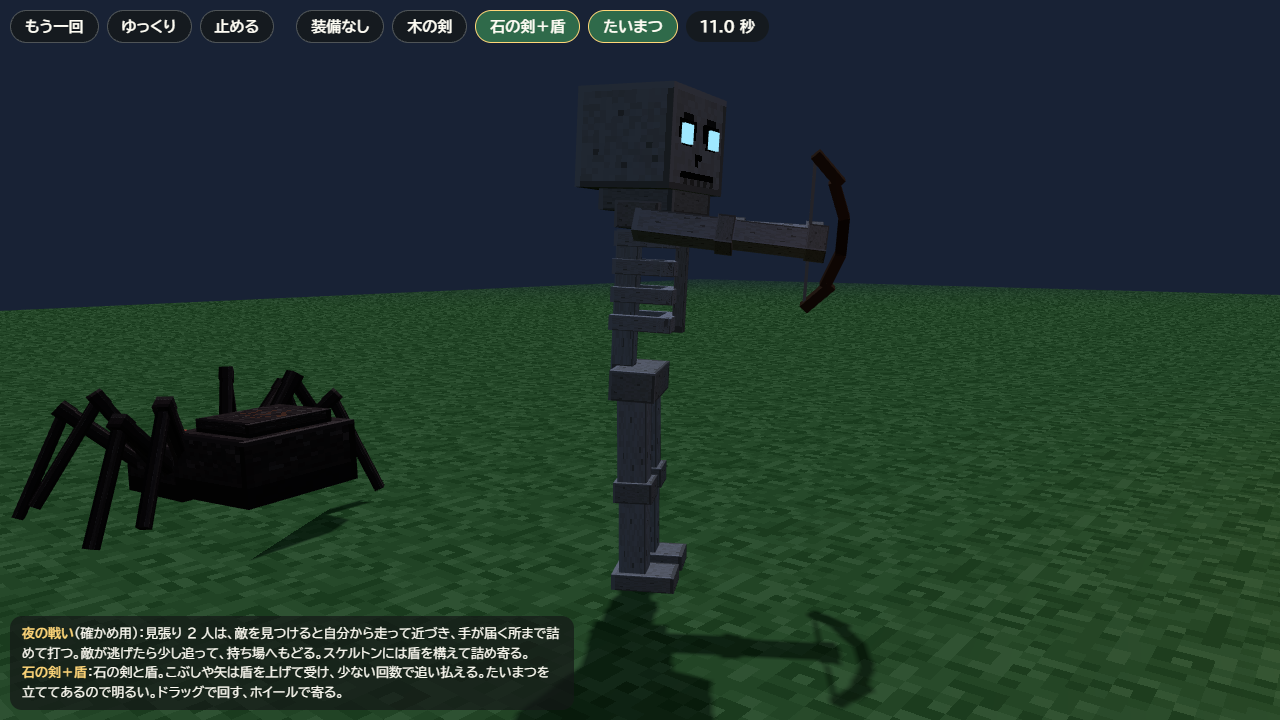 もう一回 ゆっくり 止める 装備なし 木の剣 石の剣＋盾 たいまつ 11.0 秒
夜の戦い(確かめ用)：見張り 2 人は、敵を見つけると自分から走って近づき、手が届く所まで詰
めて打つ。敵が逃げたら少し追って、持ち場へもどる。スケルトンには盾を構えて詰め寄る。
石の剣＋盾：石の剣と盾。こぶしや矢は盾を上げて受け、少ない回数で追い払える。たいまつを
立ててあるので明るい。ドラッグで回す、ホイールで寄る。